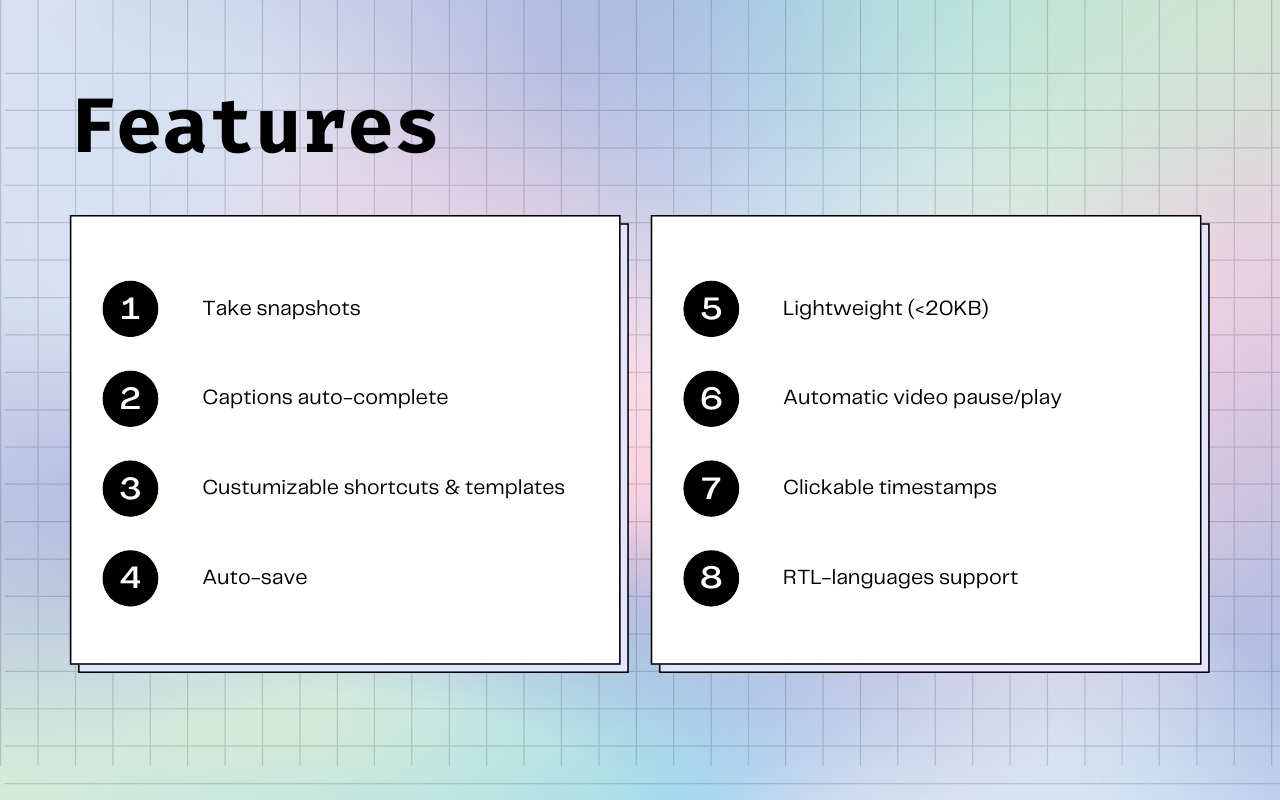 Features
1 Take snapshots
2 Captions auto-complete
3 Custumizable shortcuts & templates
4 Auto-save
5 Lightweight (<20KB)
6 Automatic video pause/play
7 Clickable timestamps
8 RTL-languages support